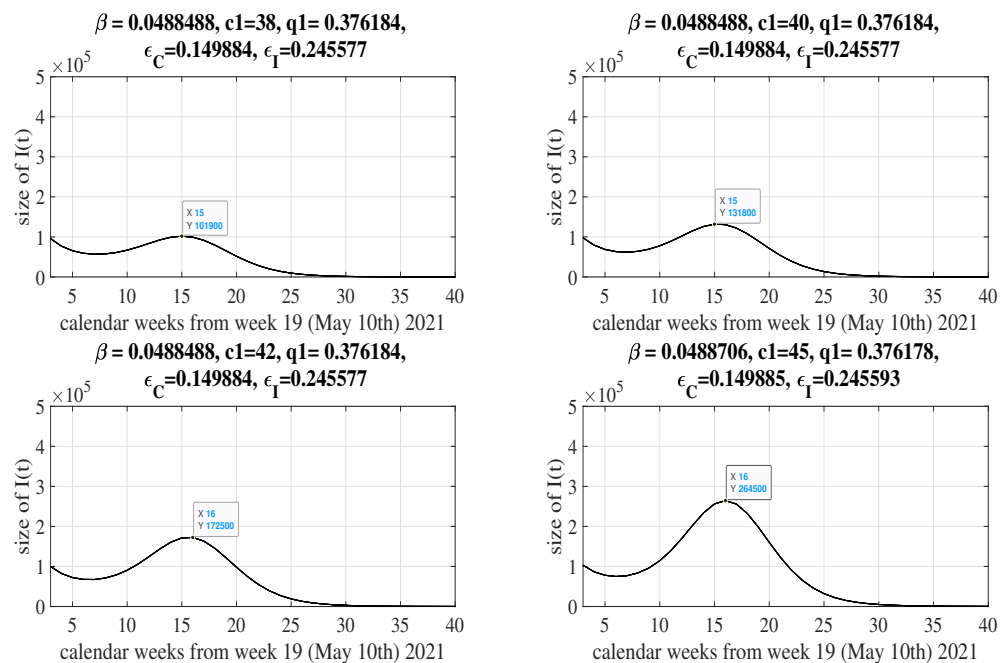 β = 0.0488488, c1=38, q1= 0.376184,
ϵ_C=0.149884, ϵ_I=0.245577
×10^5
5
4
3
2
1
0
size of I(t)
X 15
Y 101900
5 10 15 20 25 30 35 40
calendar weeks from week 19 (May 10th) 2021
β = 0.0488488, c1=40, q1= 0.376184,
ϵ_C=0.149884, ϵ_I=0.245577
×10^5
5
4
3
2
1
0
size of I(t)
X 15
Y 131800
5 10 15 20 25 30 35 40
calendar weeks from week 19 (May 10th) 2021
β = 0.0488488, c1=42, q1= 0.376184,
ϵ_C=0.149884, ϵ_I=0.245577
×10^5
5
4
3
2
1
0
size of I(t)
X 16
Y 172500
5 10 15 20 25 30 35 40
calendar weeks from week 19 (May 10th) 2021
β = 0.0488706, c1=45, q1= 0.376178,
ϵ_C=0.149885, ϵ_I=0.245593
×10^5
5
4
3
2
1
0
size of I(t)
X 16
Y 264500
5 10 15 20 25 30 35 40
calendar weeks from week 19 (May 10th) 2021